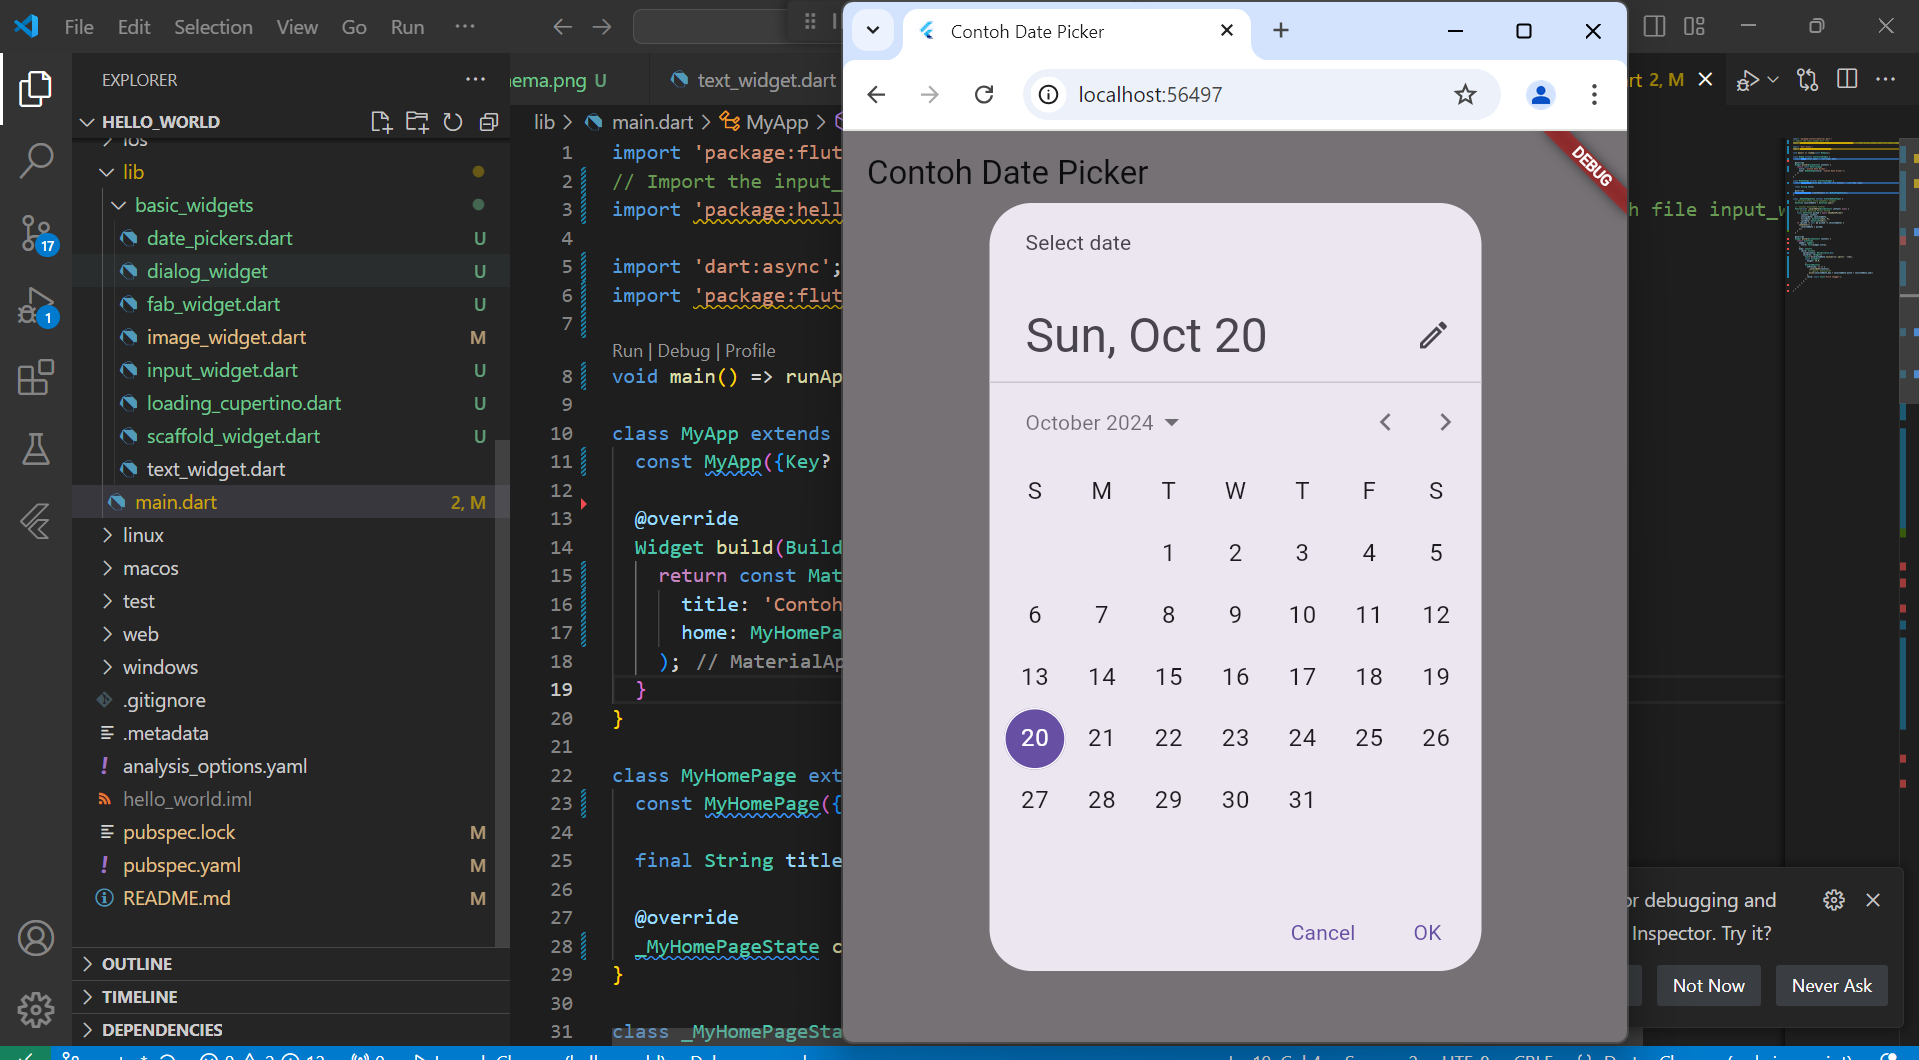 File Edit Selection View Go Run ···
EXPLORER
HELLO_WORLD
ios
lib
basic_widgets
date_pickers.dart U
dialog_widget U
fab_widget.dart U
image_widget.dart M
input_widget.dart U
loading_cupertino.dart U
scaffold_widget.dart U
text_widget.dart
main.dart 2, M
linux
macos
test
web
windows
.gitignore
.metadata
analysis_options.yaml
hello_world.iml
pubspec.lock M
pubspec.yaml M
README.md M
OUTLINE
TIMELINE
DEPENDENCIES
17
1
ema.png U
text_widget.dart
rt 2, M
lib > main.dart > MyApp >
1 import 'package:flut
2 // Import the input_
3 import 'package:hell
4
5 import 'dart:async';
6 import 'package:flut
7
Run | Debug | Profile
8 void main() => runAp
9
10 class MyApp extends
11 const MyApp({Key?
12
13 @override
14 Widget build(Build
15 return const Mat
16 title: 'Contoh
17 home: MyHomePa
18 ); // MaterialAp
19 }
20 }
21
22 class MyHomePage ext
23 const MyHomePage({
24
25 final String title
26
27 @override
28 _MyHomePageState c
29 }
30
31 class _MyHomePageSta
h file input_w
Contoh Date Picker
localhost:56497
DEBUG
Contoh Date Picker
Select date
Sun, Oct 20
October 2024
S M T W T F S
1 2 3 4 5
6 7 8 9 10 11 12
13 14 15 16 17 18 19
20 21 22 23 24 25 26
27 28 29 30 31
Cancel OK
or debugging and
Inspector. Try it?
Not Now
Never Ask